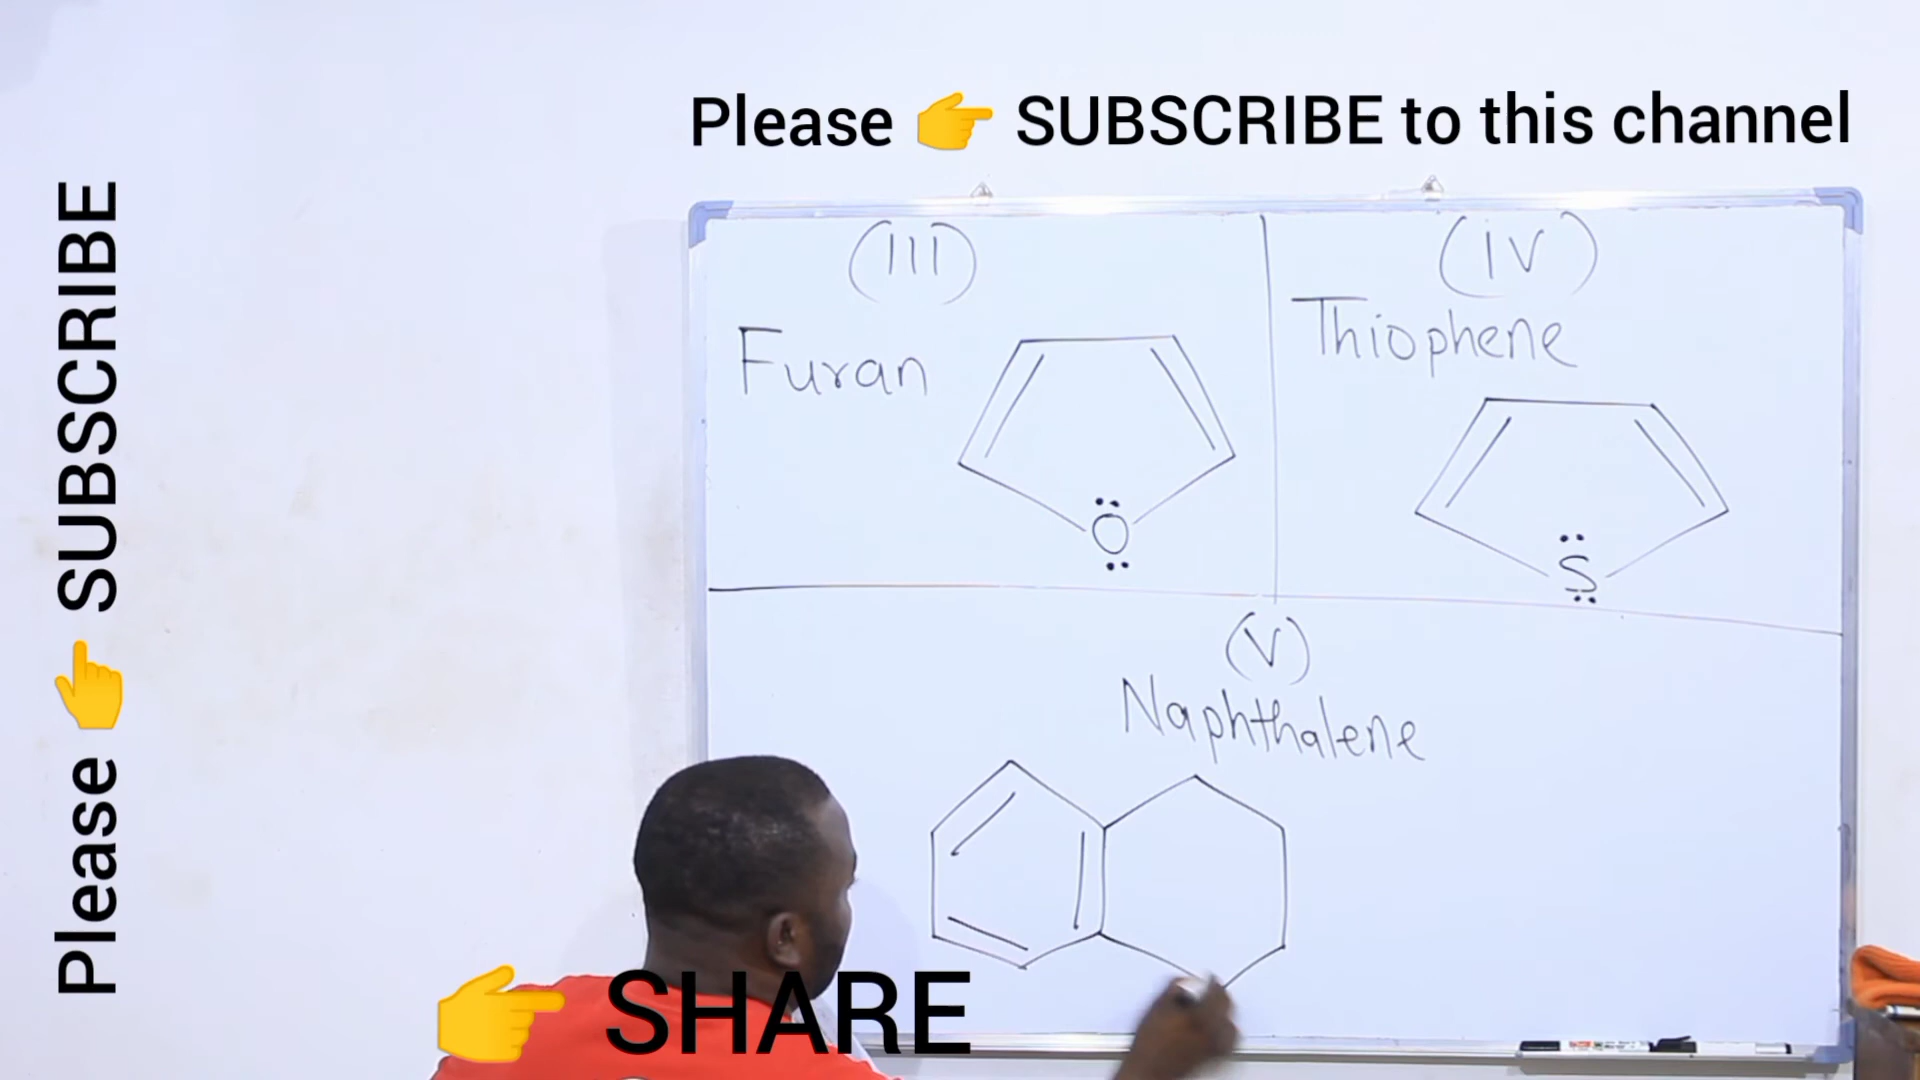 Please 👉 SUBSCRIBE to this channel
Please 👉 SUBSCRIBE
(III)
Furan
O
(iv)
Thiophene
S
(V)
Naphthalene
👉 SHARE